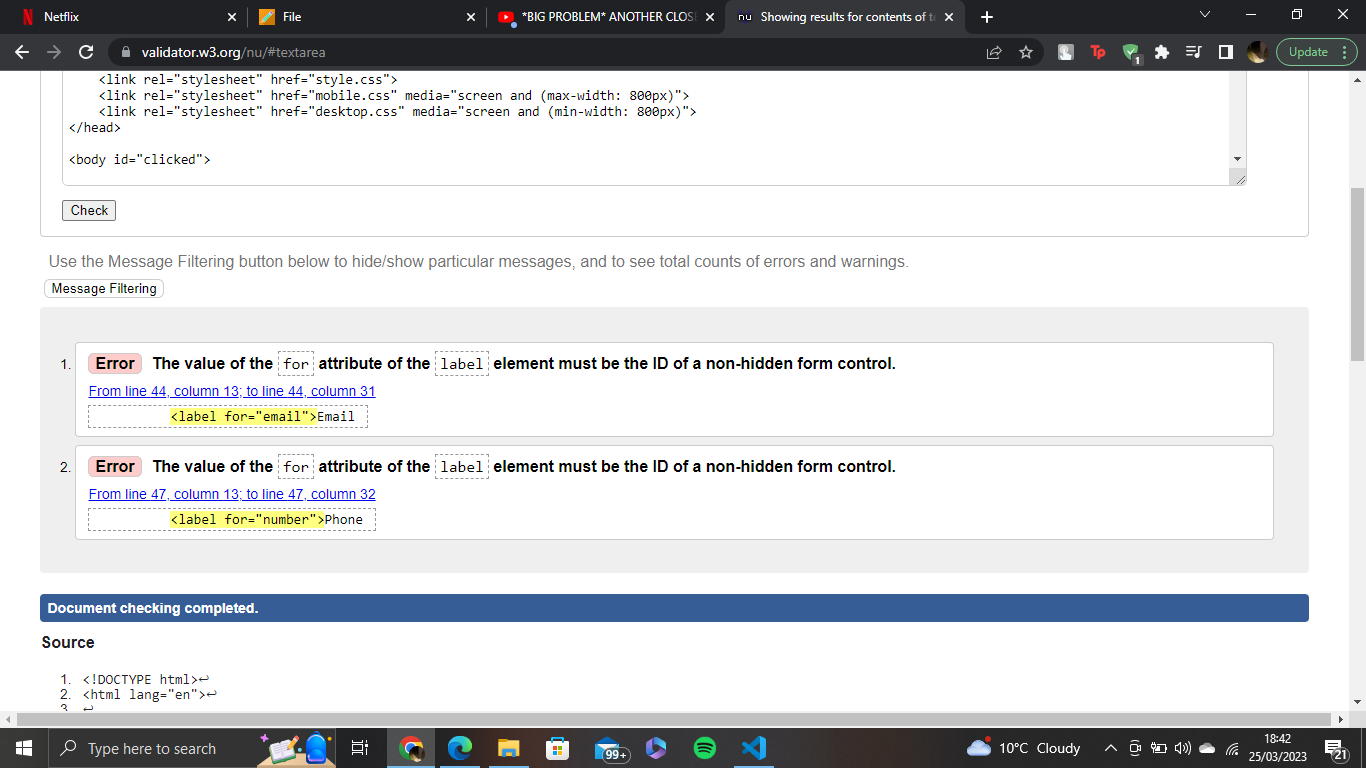 Netflix
File
*BIG PROBLEM* ANOTHER CLOSE
nu Showing results for contents of t
validator.w3.org/nu/#textarea
Tp
1
Update
<link rel="stylesheet" href="style.css">
<link rel="stylesheet" href="mobile.css" media="screen and (max-width: 800px)">
<link rel="stylesheet" href="desktop.css" media="screen and (min-width: 800px)">
</head>
<body id="clicked">
Check
Use the Message Filtering button below to hide/show particular messages, and to see total counts of errors and warnings.
Message Filtering
1. Error The value of the for attribute of the label element must be the ID of a non-hidden form control.
From line 44, column 13; to line 44, column 31
<label for="email">Email
2. Error The value of the for attribute of the label element must be the ID of a non-hidden form control.
From line 47, column 13; to line 47, column 32
<label for="number">Phone
Document checking completed.
Source
1. <!DOCTYPE html>↩
2. <html lang="en">↩
3. ↩
Type here to search
99+
10°C Cloudy
18:42
25/03/2023
21